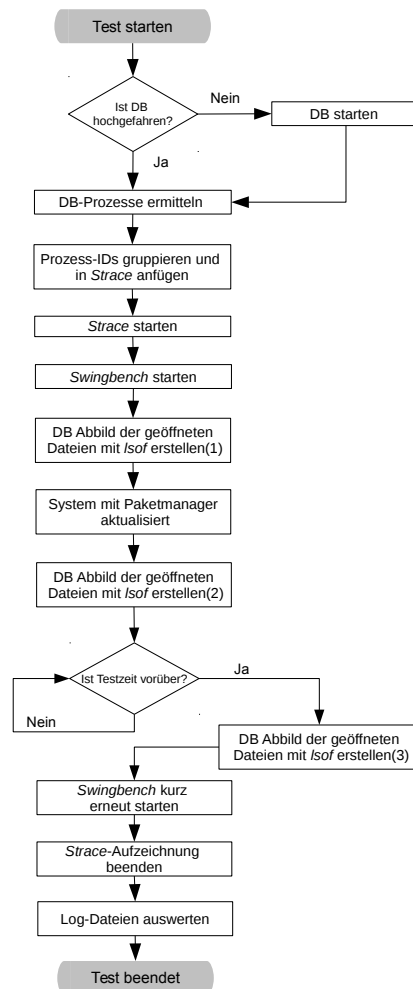 Test starten
Ist DB
hochgefahren?
Nein
DB starten
Ja
DB-Prozesse ermitteln
Prozess-IDs gruppieren und
in Strace anfügen
Strace starten
Swingbench starten
DB Abbild der geöffneten
Dateien mit lsof erstellen(1)
System mit Paketmanager
aktualisiert
DB Abbild der geöffneten
Dateien mit lsof erstellen(2)
Ist Testzeit vorüber?
Ja
Nein
DB Abbild der geöffneten
Dateien mit lsof erstellen(3)
Swingbench kurz
erneut starten
Strace-Aufzeichnung
beenden
Log-Dateien auswerten
Test beendet